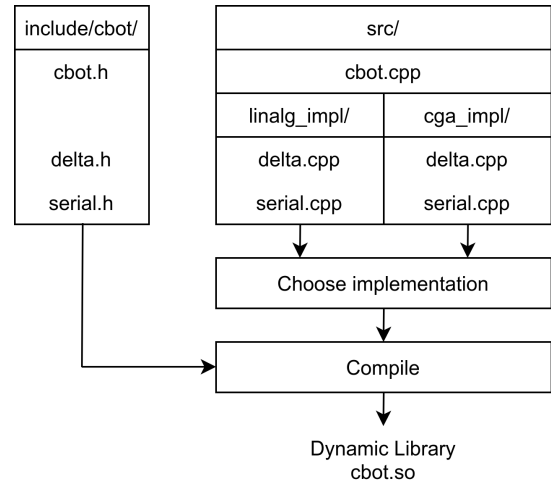 include/cbot/
cbot.h
delta.h
serial.h
src/
cbot.cpp
linalg_impl/
delta.cpp
serial.cpp
cga_impl/
delta.cpp
serial.cpp
Choose implementation
Compile
Dynamic Library
cbot.so